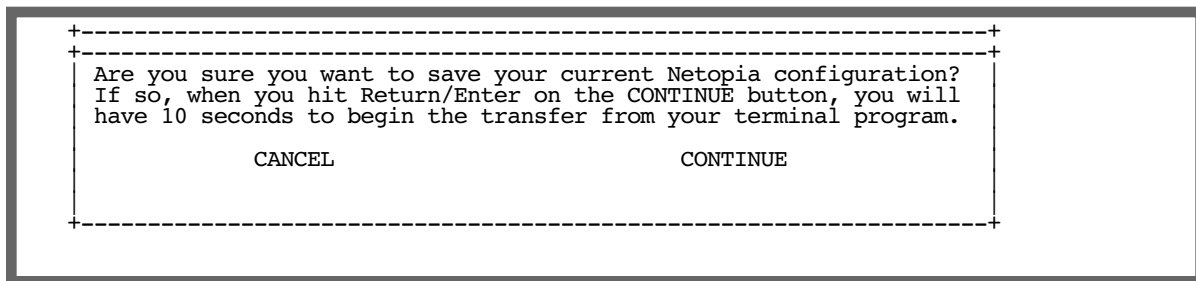 Are you sure you want to save your current Netopia configuration?
If so, when you hit Return/Enter on the CONTINUE button, you will
have 10 seconds to begin the transfer from your terminal program.
CANCEL CONTINUE